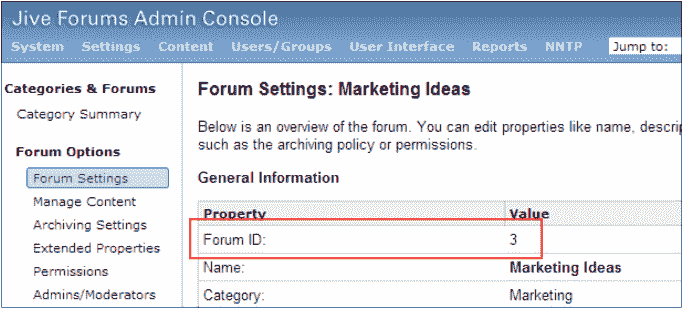 Jive Forums Admin Console
System Settings Content Users/Groups User Interface Reports NNTP Jump to:
Categories & Forums
Category Summary
Forum Options
Forum Settings
Manage Content
Archiving Settings
Extended Properties
Permissions
Admins/Moderators
Forum Settings: Marketing Ideas
Below is an overview of the forum. You can edit properties like name, descrip
such as the archiving policy or permissions.
General Information
Property Value
Forum ID: 3
Name: Marketing Ideas
Category: Marketing